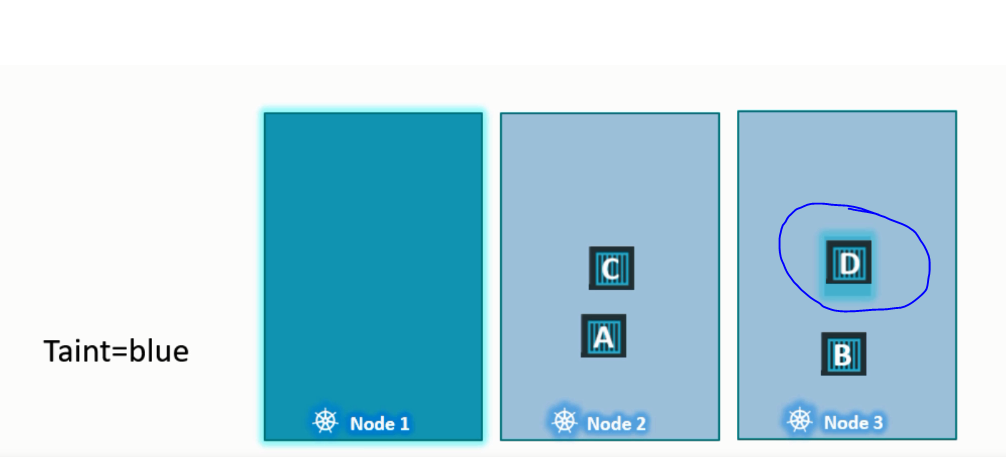 C
D
Taint=blue
A
B
Node 1
Node 2
Node 3